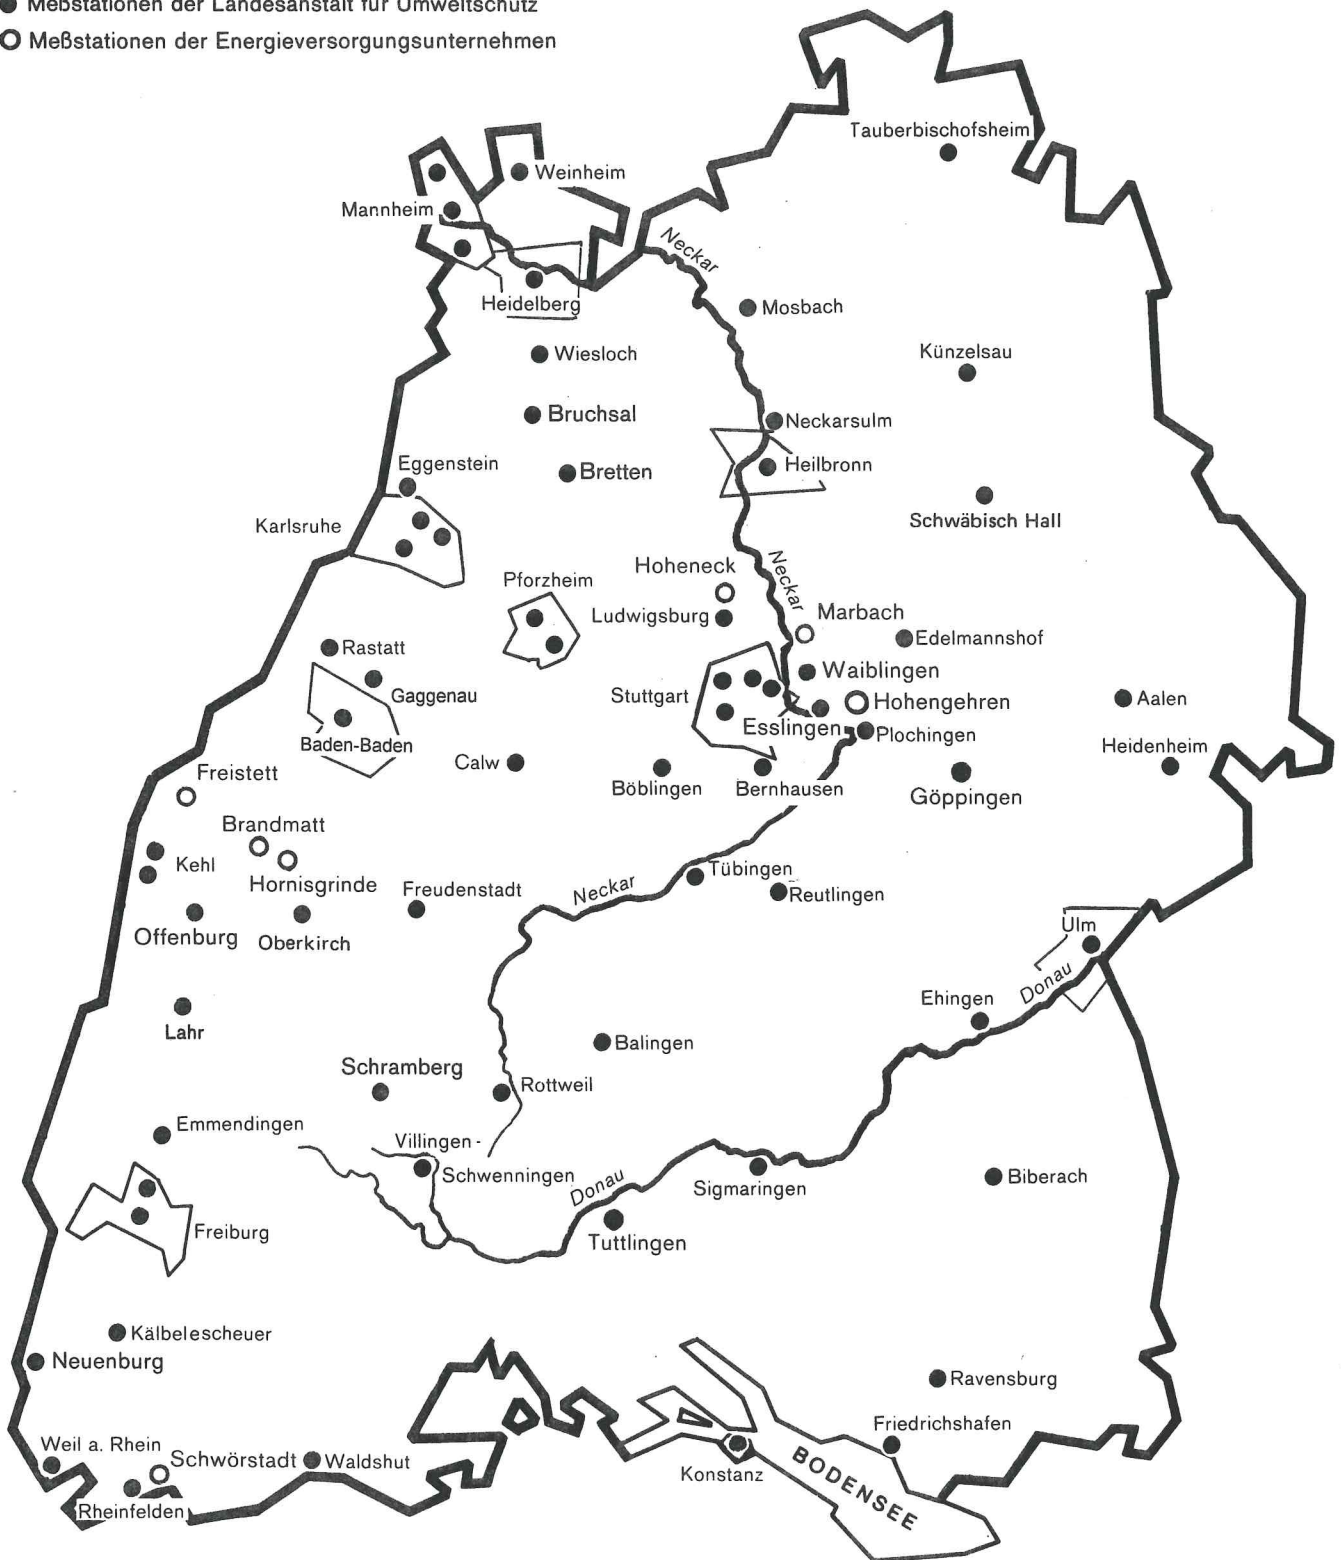 Meßstationen der Landesanstalt für Umweltschutz
Meßstationen der Energieversorgungsunternehmen
Tauberbischofsheim
Weinheim
Mannheim
Neckar
Heidelberg
Mosbach
Wiesloch
Künzelsau
Bruchsal
Neckarsulm
Eggenstein
Bretten
Heilbronn
Karlsruhe
Schwäbisch Hall
Neckar
Hoheneck
Pforzheim
Ludwigsburg
Marbach
Edelmannshof
Rastatt
Waiblingen
Gaggenau
Stuttgart
Hohengehren
Aalen
Esslingen
Plochingen
Baden-Baden
Heidenheim
Calw
Freistett
Böblingen
Bernhausen
Göppingen
Brandmatt
Kehl
Tübingen
Hornisgrinde
Freudenstadt
Neckar
Reutlingen
Offenburg
Oberkirch
Ulm
Donau
Ehingen
Lahr
Balingen
Schramberg
Rottweil
Emmendingen
Villingen -
Schwenningen
Biberach
Donau
Sigmaringen
Freiburg
Tuttlingen
Kälbelescheuer
Neuenburg
Ravensburg
Friedrichshafen
Weil a. Rhein
Schwörstadt
Waldshut
Konstanz
BODENSEE
Rheinfelden